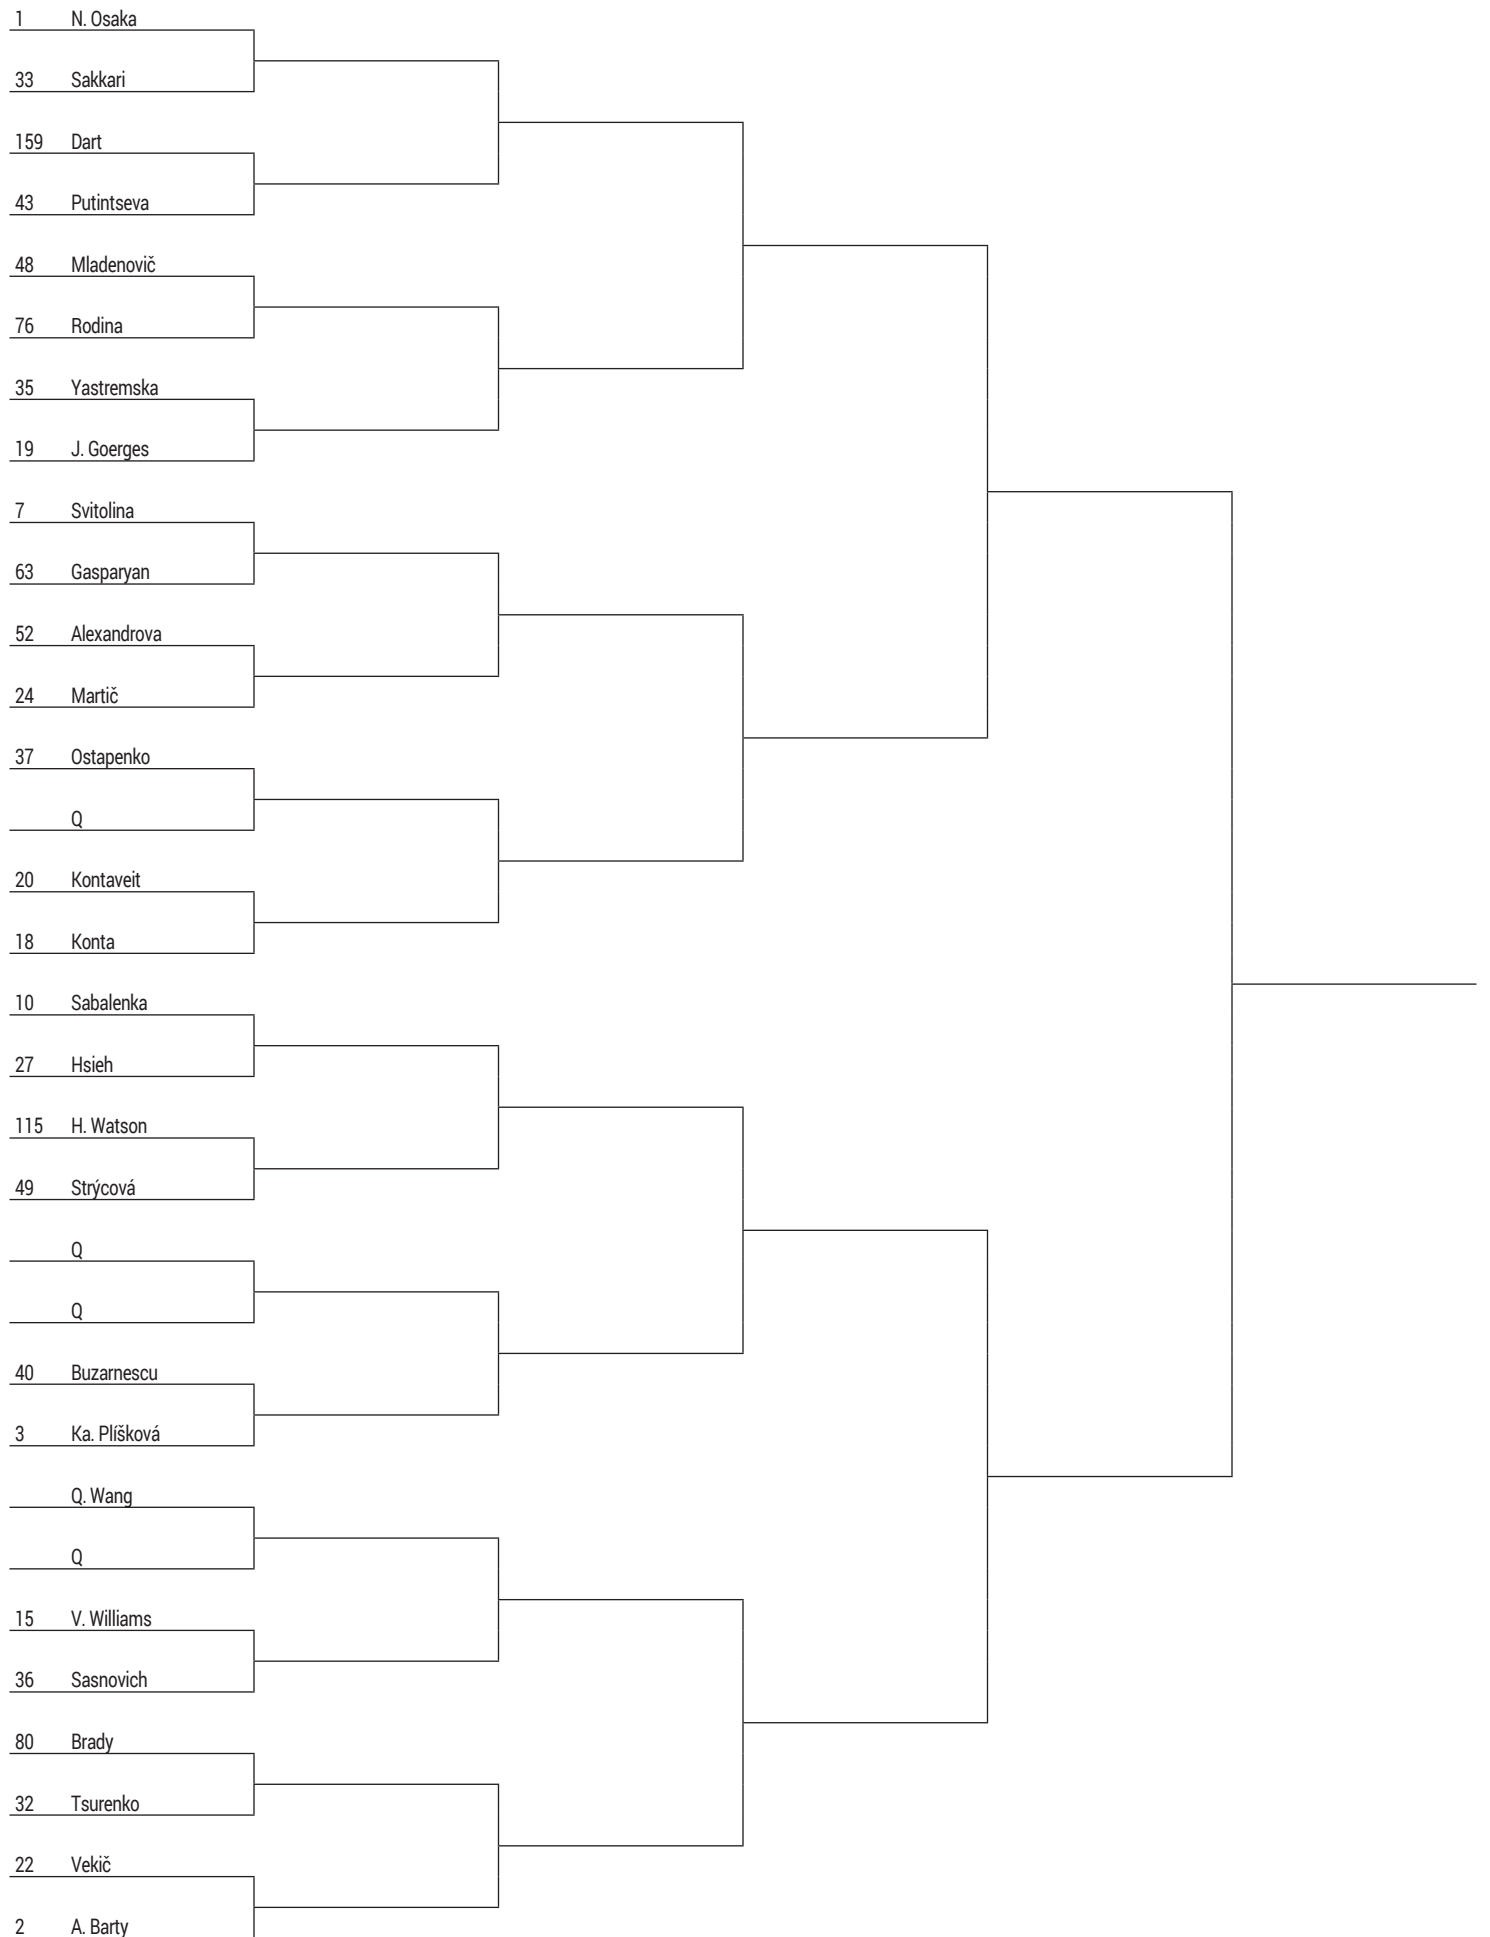 1 N. Osaka
33 Sakkari
159 Dart
43 Putintseva
48 Mladenovič
76 Rodina
35 Yastremska
19 J. Goerges
7 Svitolina
63 Gasparyan
52 Alexandrova
24 Martič
37 Ostapenko
Q
20 Kontaveit
18 Konta
10 Sabalenka
27 Hsieh
115 H. Watson
49 Strýcová
Q
Q
40 Buzarnescu
3 Ka. Plíšková
Q. Wang
Q
15 V. Williams
36 Sasnovich
80 Brady
32 Tsurenko
22 Vekič
2 A. Barty